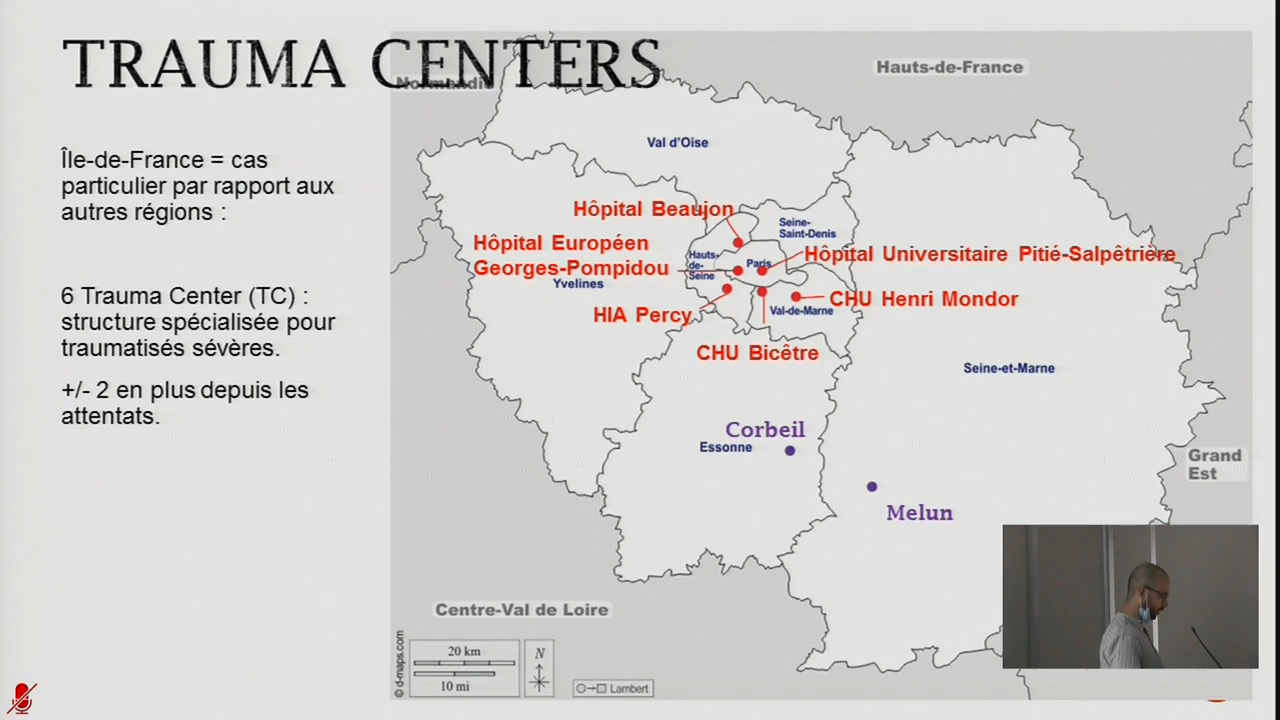 TRAUMA CENTERS
Île-de-France = cas
particulier par rapport aux
autres régions :
6 Trauma Center (TC) :
structure spécialisée pour
traumatisés sévères.
+/- 2 en plus depuis les
attentats.
Normandie
Hauts-de-France
Val d'Oise
Hôpital Beaujon
Seine-
Saint-Denis
Hôpital Européen
Georges-Pompidou
Hauts-
de-
Seine
Paris
Hôpital Universitaire Pitié-Salpêtrière
Yvelines
HIA Percy
CHU Henri Mondor
Val-de-Marne
CHU Bicêtre
Seine-et-Marne
Corbeil
Essonne
Grand
Est
Melun
Centre-Val de Loire
© d-maps.com
20 km
10 mi
N
Lambert